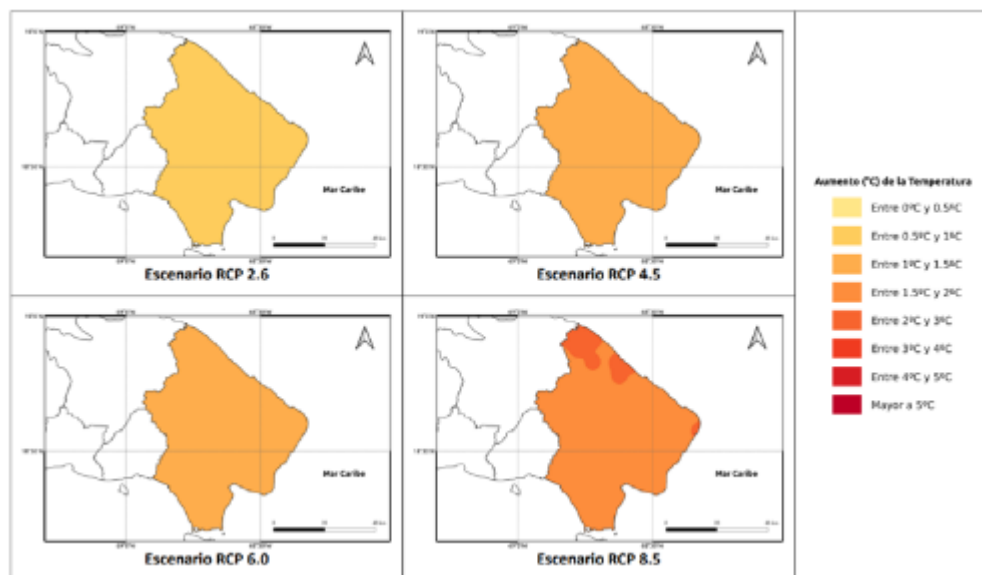 Mar Caribe
Escenario RCP 2.6
Mar Caribe
Escenario RCP 4.5
Mar Caribe
Escenario RCP 6.0
Mar Caribe
Escenario RCP 8.5
Aumento (°C) de la Temperatura
Entre 0ºC y 0.5ºC
Entre 0.5ºC y 1ºC
Entre 1ºC y 1.5ºC
Entre 1.5ºC y 2ºC
Entre 2ºC y 3ºC
Entre 3ºC y 4ºC
Entre 4ºC y 5ºC
Mayor a 5ºC